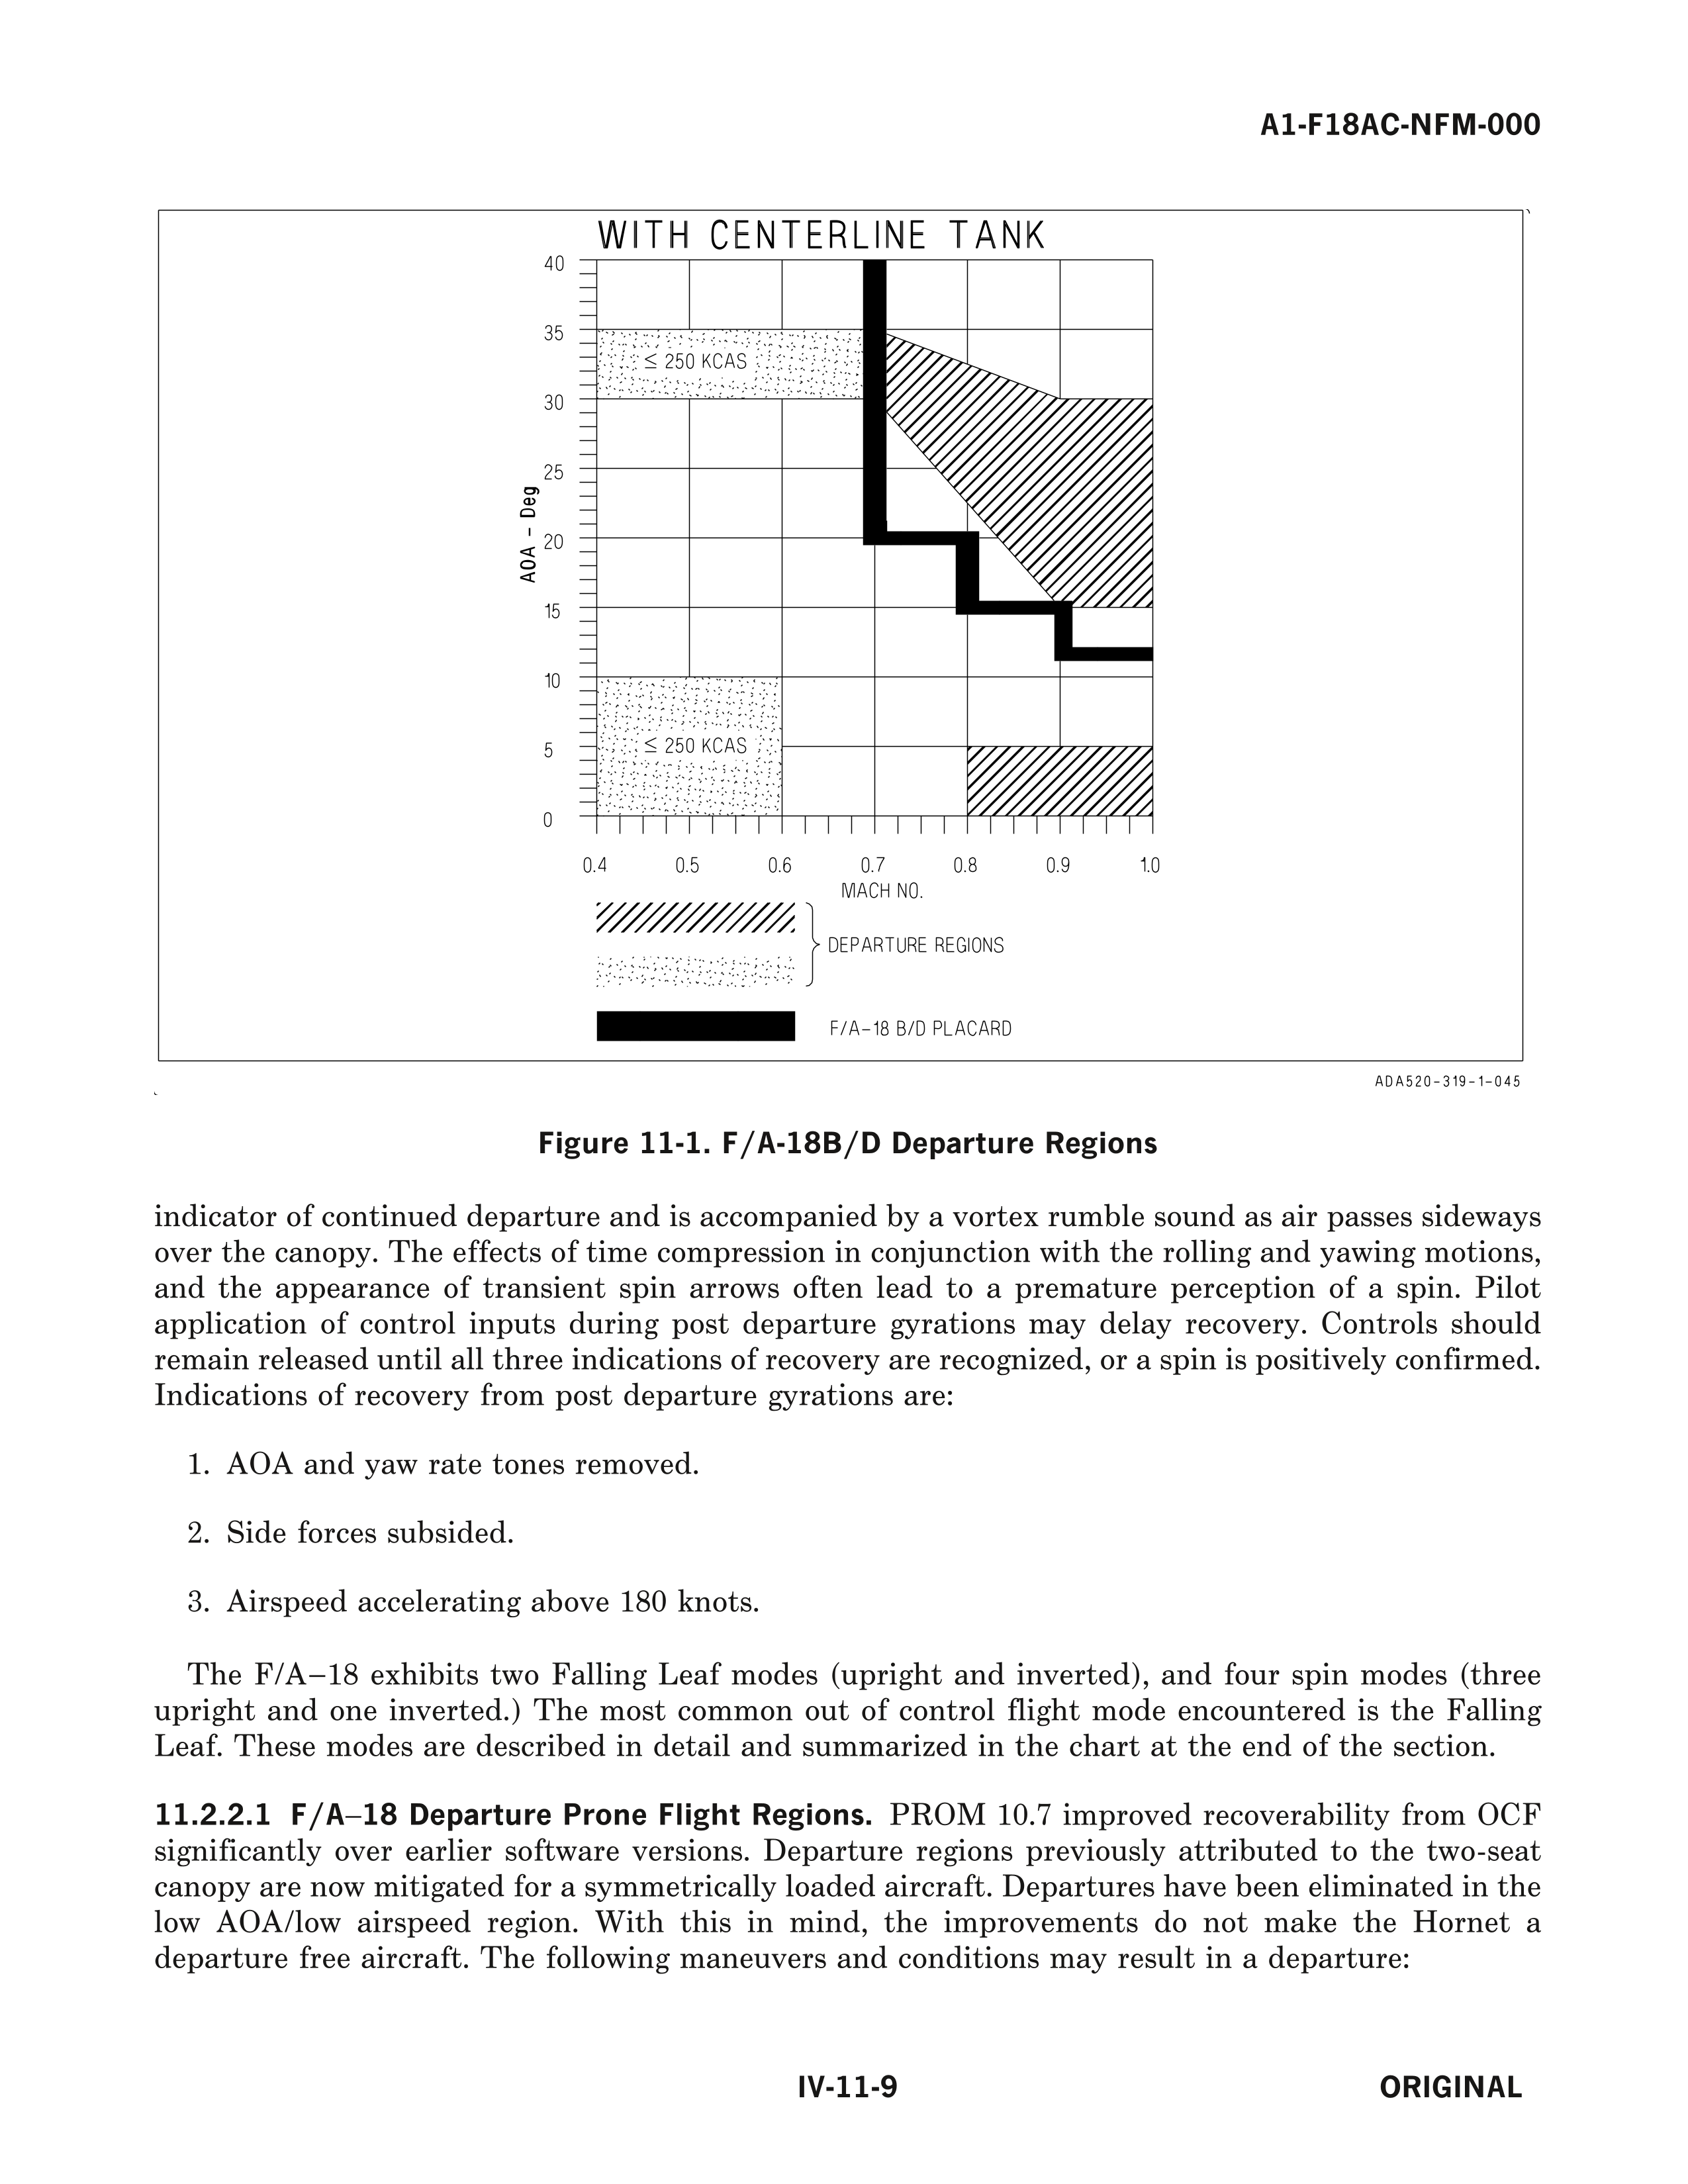 A1-F18AC-NFM-000
WITH CENTERLINE TANK
40
35
≤ 250 KCAS
30
25
AOA - Deg
20
15
10
≤ 250 KCAS
5
0
0.4 0.5 0.6 0.7 0.8 0.9 1.0
MACH NO.
DEPARTURE REGIONS
F/A-18 B/D PLACARD
ADA520-319-1-045
Figure 11-1. F/A-18B/D Departure Regions
indicator of continued departure and is accompanied by a vortex rumble sound as air passes sideways
over the canopy. The effects of time compression in conjunction with the rolling and yawing motions,
and the appearance of transient spin arrows often lead to a premature perception of a spin. Pilot
application of control inputs during post departure gyrations may delay recovery. Controls should
remain released until all three indications of recovery are recognized, or a spin is positively confirmed.
Indications of recovery from post departure gyrations are:
1. AOA and yaw rate tones removed.
2. Side forces subsided.
3. Airspeed accelerating above 180 knots.
The F/A–18 exhibits two Falling Leaf modes (upright and inverted), and four spin modes (three
upright and one inverted.) The most common out of control flight mode encountered is the Falling
Leaf. These modes are described in detail and summarized in the chart at the end of the section.
11.2.2.1 F/A–18 Departure Prone Flight Regions. PROM 10.7 improved recoverability from OCF
significantly over earlier software versions. Departure regions previously attributed to the two-seat
canopy are now mitigated for a symmetrically loaded aircraft. Departures have been eliminated in the
low AOA/low airspeed region. With this in mind, the improvements do not make the Hornet a
departure free aircraft. The following maneuvers and conditions may result in a departure:
IV-11-9
ORIGINAL